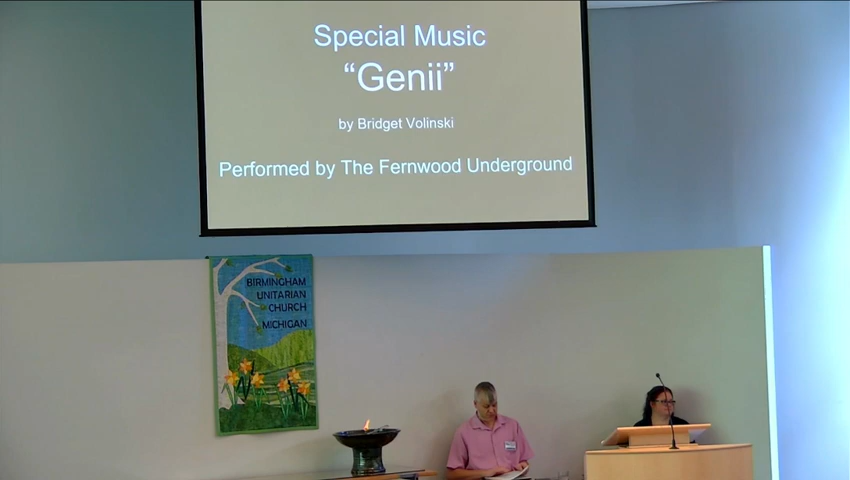 Special Music
“Genii”
by Bridget Volinski
Performed by The Fernwood Underground
BIRMINGHAM
UNITARIAN
CHURCH
MICHIGAN